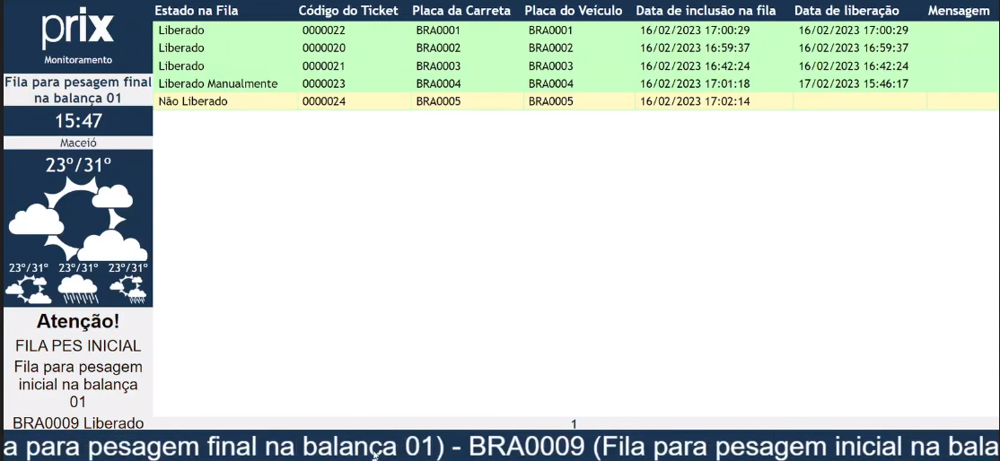 prix
Monitoramento
Fila para pesagem final
na balança 01
15:47
Maceió
23º/31º
23º/31º 23º/31º 23º/31º
Atenção!
FILA PES INICIAL
Fila para pesagem
inicial na balança
01
BRA0009 Liberado
Estado na Fila Código do Ticket Placa da Carreta Placa do Veículo Data de inclusão na fila Data de liberação Mensagem
Liberado 0000022 BRA0001 BRA0001 16/02/2023 17:00:29 16/02/2023 17:00:29
Liberado 0000020 BRA0002 BRA0002 16/02/2023 16:59:37 16/02/2023 16:59:37
Liberado 0000021 BRA0003 BRA0003 16/02/2023 16:42:24 16/02/2023 16:42:24
Liberado Manualmente 0000023 BRA0004 BRA0004 16/02/2023 17:01:18 17/02/2023 15:46:17
Não Liberado 0000024 BRA0005 BRA0005 16/02/2023 17:02:14
1
a para pesagem final na balança 01) - BRA0009 (Fila para pesagem inicial na bala